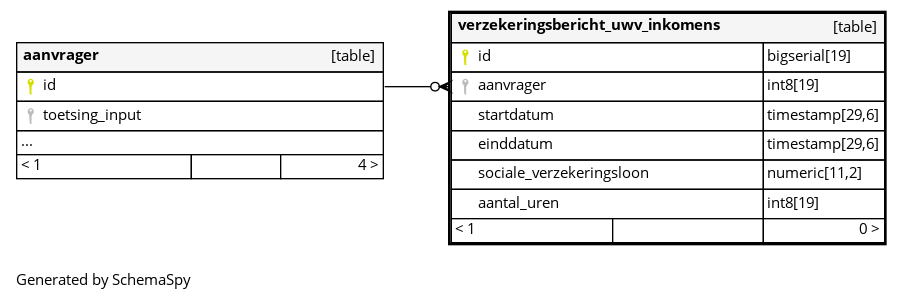 aanvrager [table]
id
toetsing_input
...
< 1 4 >
verzekeringsbericht_uwv_inkomens [table]
id bigserial[19]
aanvrager int8[19]
startdatum timestamp[29,6]
einddatum timestamp[29,6]
sociale_verzekeringsloon numeric[11,2]
aantal_uren int8[19]
< 1 0 >
Generated by SchemaSpy